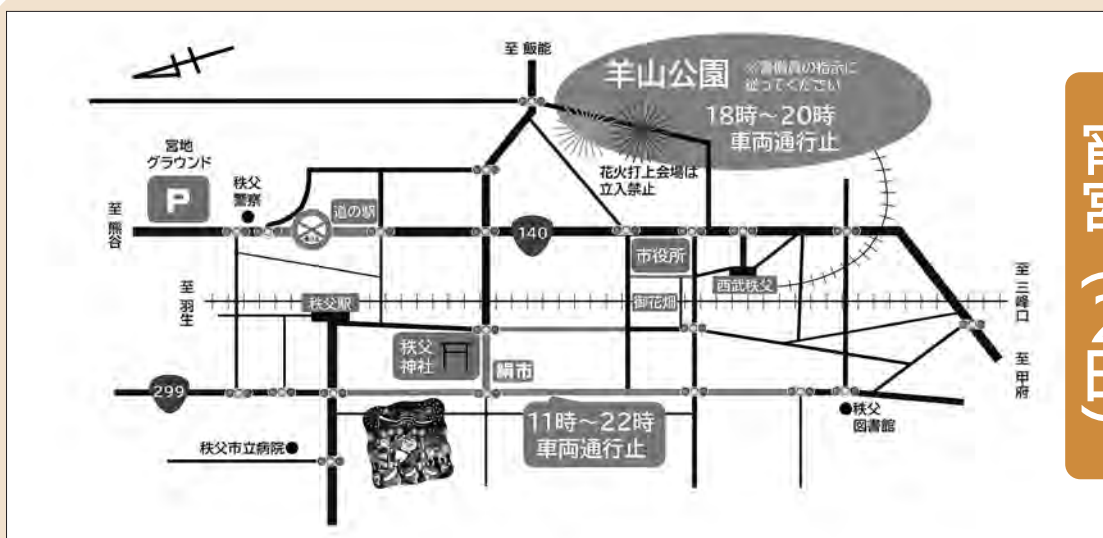 至 飯能
羊山公園
※警備員の指示に
従ってください
18時～20時
車両通行止
花火打上会場は
立入禁止
宮地
グラウンド
P
秩父
警察
道の駅
至 熊谷
140
市役所
西武秩父
至 羽生
秩父駅
御花畑
至 三峰口
秩父
神社
絹市
至 甲府
299
11時～22時
車両通行止
秩父
図書館
秩父市立病院
宵宮(2日)